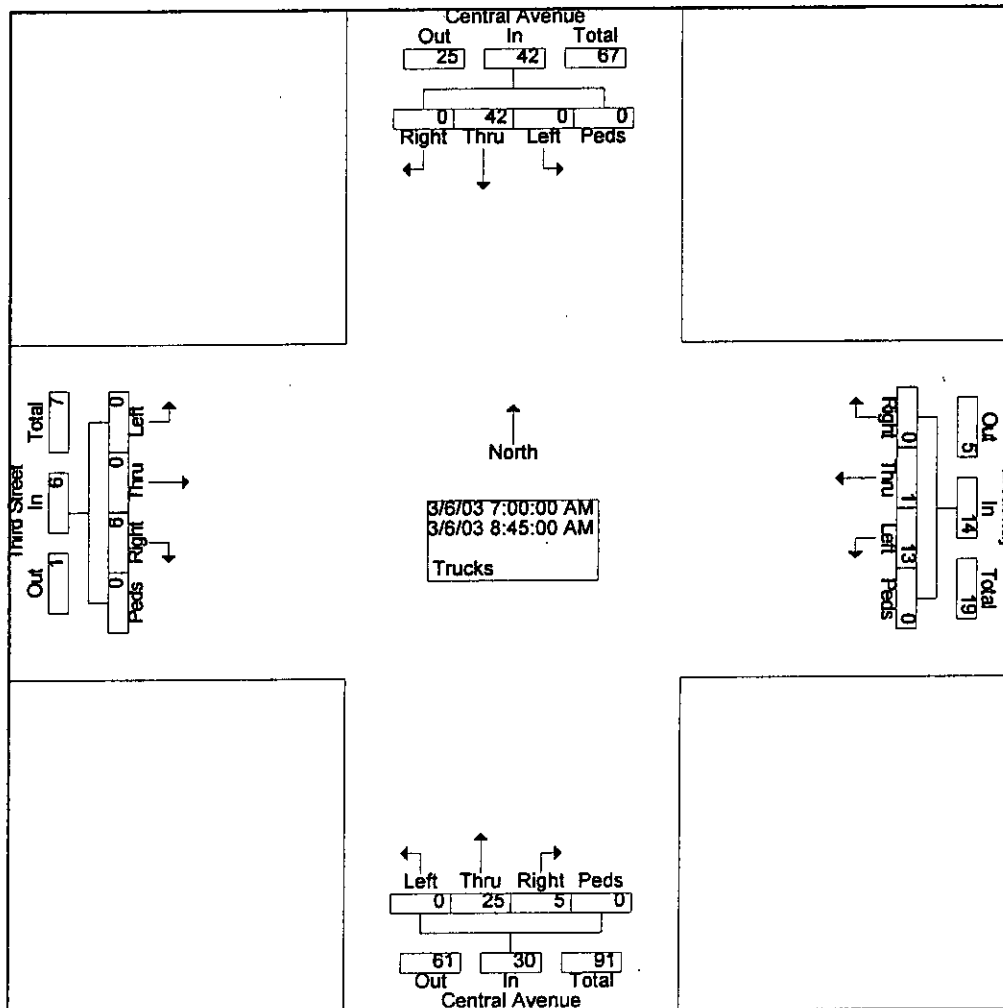 Central Avenue
Out In Total
25 42 67
0 42 0 0
Right Thru Left Peds
Third Street
Total In Out
7 6 1
0 0 6 0
Left Thru Right Peds
North
3/6/03 7:00:00 AM
3/6/03 8:45:00 AM
Trucks
Right Thru Left Peds
0 1 13 0
Out In Total
5 14 19
Left Thru Right Peds
0 25 5 0
61 30 91
Out In Total
Central Avenue